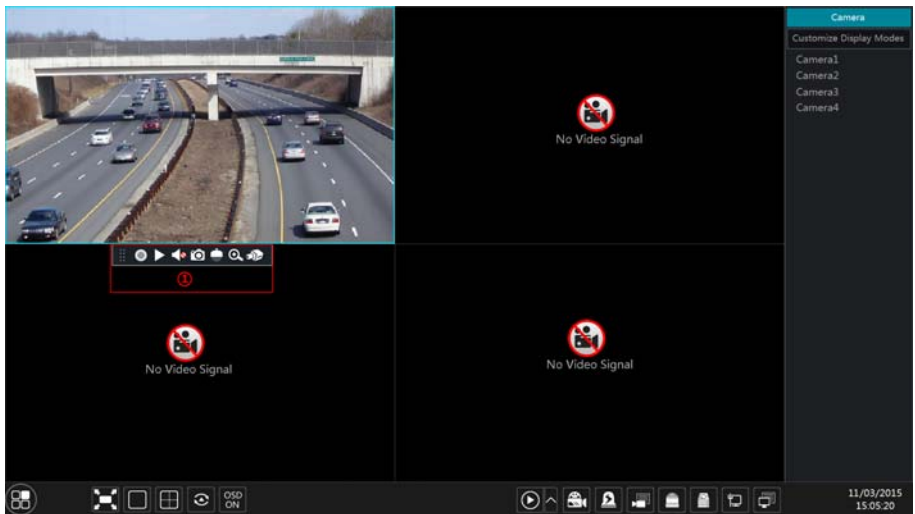 Camera
Customize Display Modes
Camera1
Camera2
Camera3
Camera4
No Video Signal
①
No Video Signal
No Video Signal
OSD
ON
11/03/2015
15:05:20